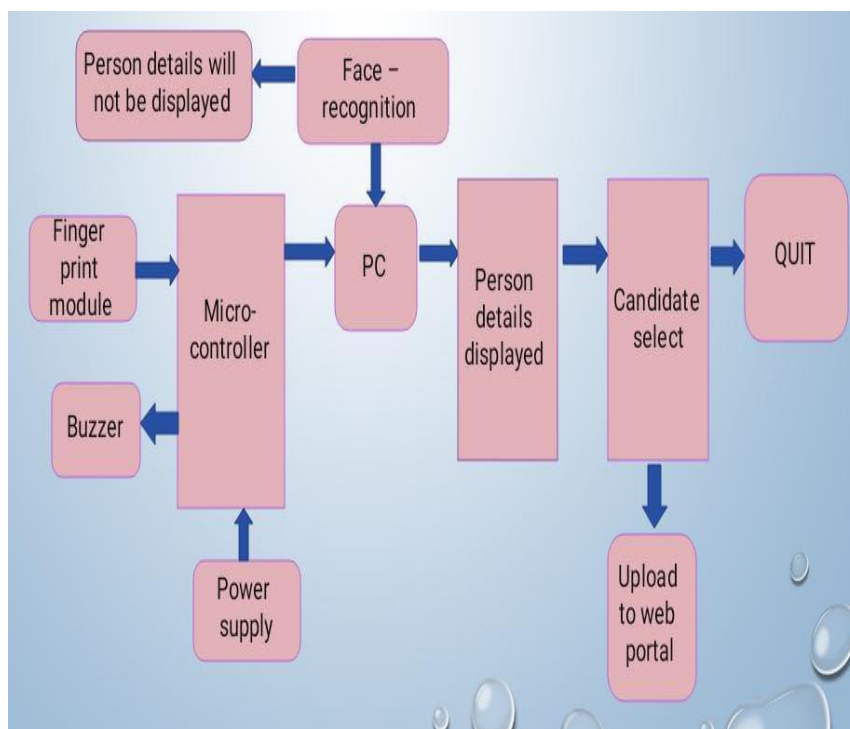 Person details will
not be displayed
Face –
recognition
Finger
print
module
Micro-
controller
PC
Person
details
displayed
Candidate
select
QUIT
Buzzer
Power
supply
Upload
to web
portal